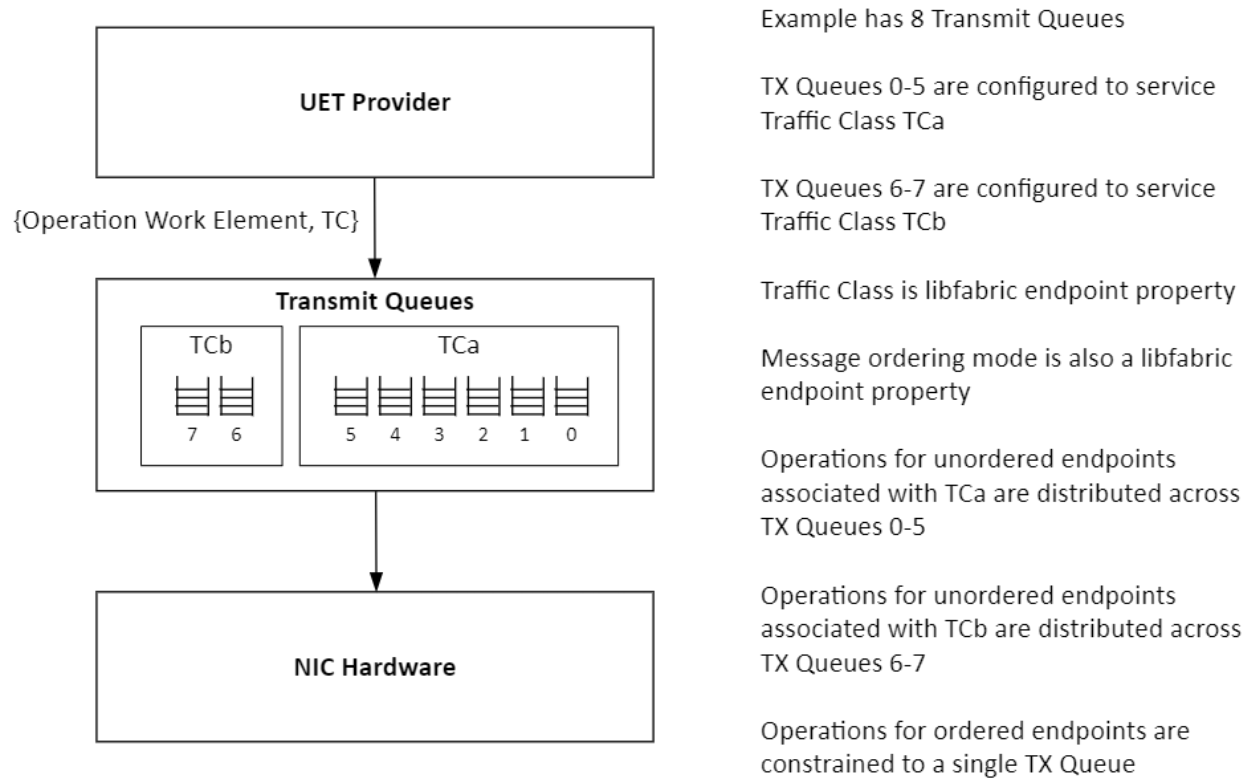 UET Provider
{Operation Work Element, TC}
Transmit Queues
TCb
TCa
7 6
5 4 3 2 1 0
NIC Hardware
Example has 8 Transmit Queues
TX Queues 0-5 are configured to service
Traffic Class TCa
TX Queues 6-7 are configured to service
Traffic Class TCb
Traffic Class is libfabric endpoint property
Message ordering mode is also a libfabric
endpoint property
Operations for unordered endpoints
associated with TCa are distributed across
TX Queues 0-5
Operations for unordered endpoints
associated with TCb are distributed across
TX Queues 6-7
Operations for ordered endpoints are
constrained to a single TX Queue